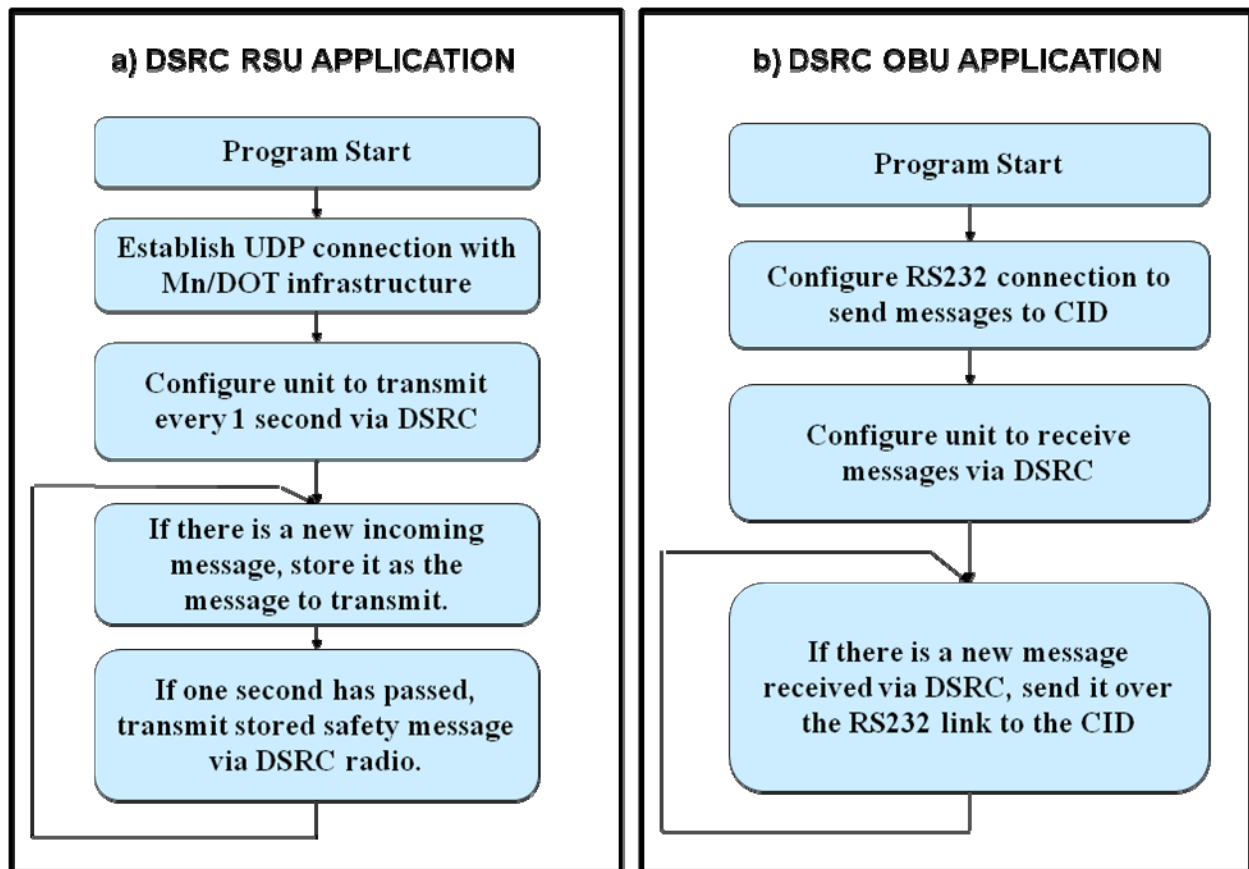 a) DSRC RSU APPLICATION
Program Start
Establish UDP connection with
Mn/DOT infrastructure
Configure unit to transmit
every 1 second via DSRC
If there is a new incoming
message, store it as the
message to transmit.
If one second has passed,
transmit stored safety message
via DSRC radio.
b) DSRC OBU APPLICATION
Program Start
Configure RS232 connection to
send messages to CID
Configure unit to receive
messages via DSRC
If there is a new message
received via DSRC, send it over
the RS232 link to the CID